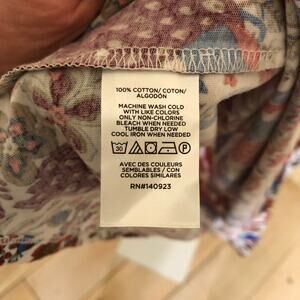 100% COTTON/ COTON/
ALGODÓN
MACHINE WASH COLD
WITH LIKE COLORS
ONLY NON-CHLORINE
BLEACH WHEN NEEDED
TUMBLE DRY LOW
COOL IRON WHEN NEEDED
30 P
AVEC DES COULEURS
SEMBLABLES / CON
COLORES SIMILARES
RN#140923